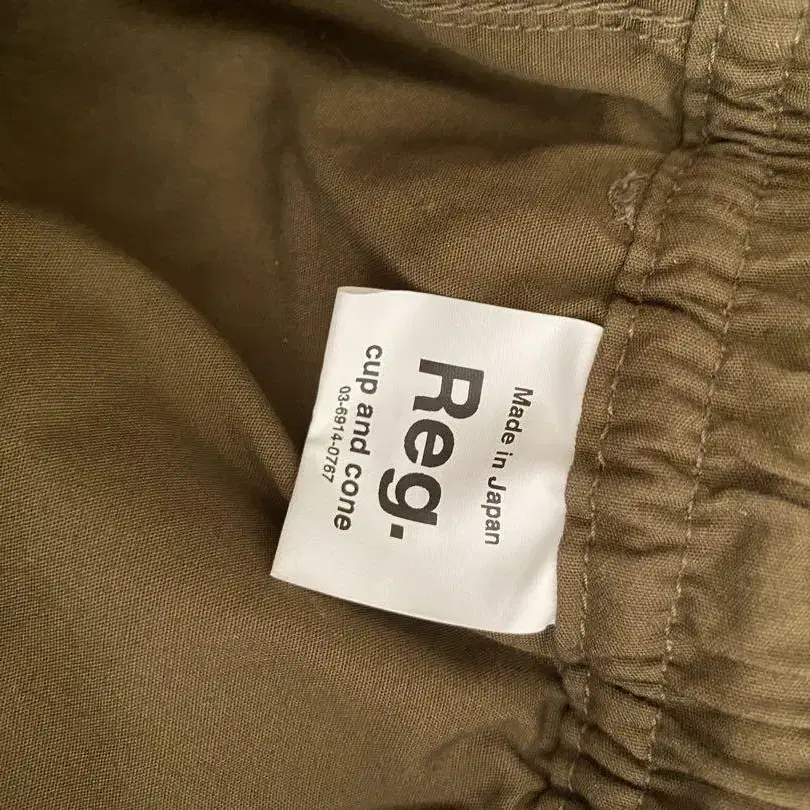 Made in Japan
Reg.
cup and cone
03-6914-0767